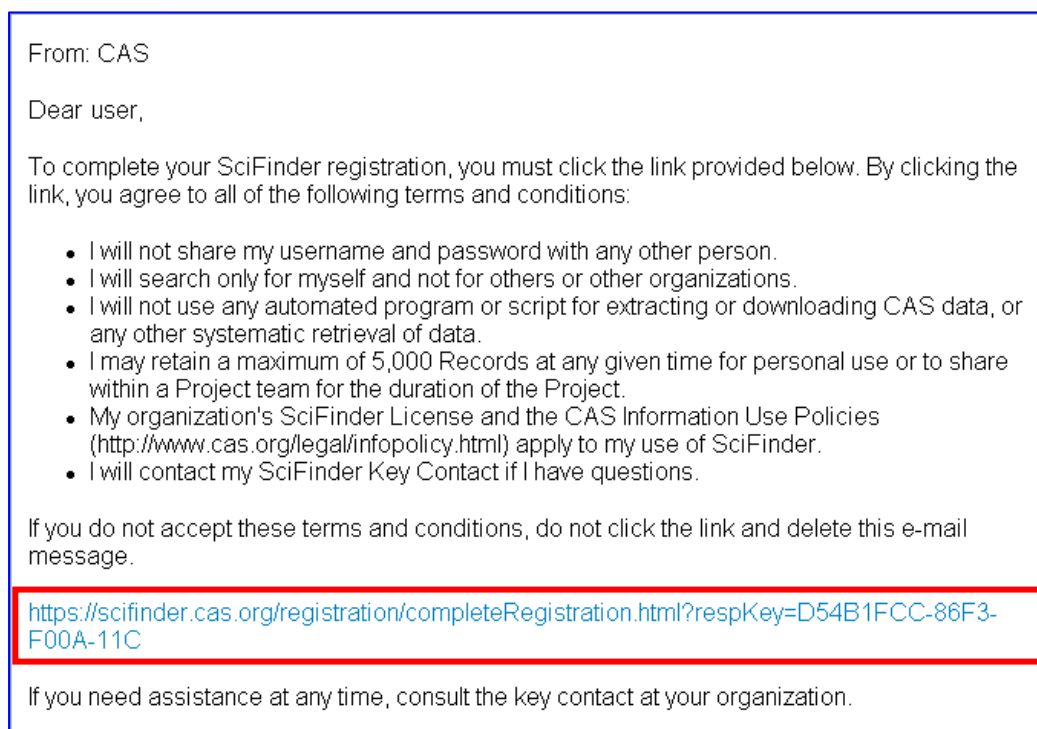 From: CAS
Dear user,
To complete your SciFinder registration, you must click the link provided below. By clicking the
link, you agree to all of the following terms and conditions:
• I will not share my username and password with any other person.
• I will search only for myself and not for others or other organizations.
• I will not use any automated program or script for extracting or downloading CAS data, or
any other systematic retrieval of data.
• I may retain a maximum of 5,000 Records at any given time for personal use or to share
within a Project team for the duration of the Project.
• My organization's SciFinder License and the CAS Information Use Policies
(http://www.cas.org/legal/infopolicy.html) apply to my use of SciFinder.
• I will contact my SciFinder Key Contact if I have questions.
If you do not accept these terms and conditions, do not click the link and delete this e-mail
message.
https://scifinder.cas.org/registration/completeRegistration.html?respKey=D54B1FCC-86F3-
F00A-11C
If you need assistance at any time, consult the key contact at your organization.